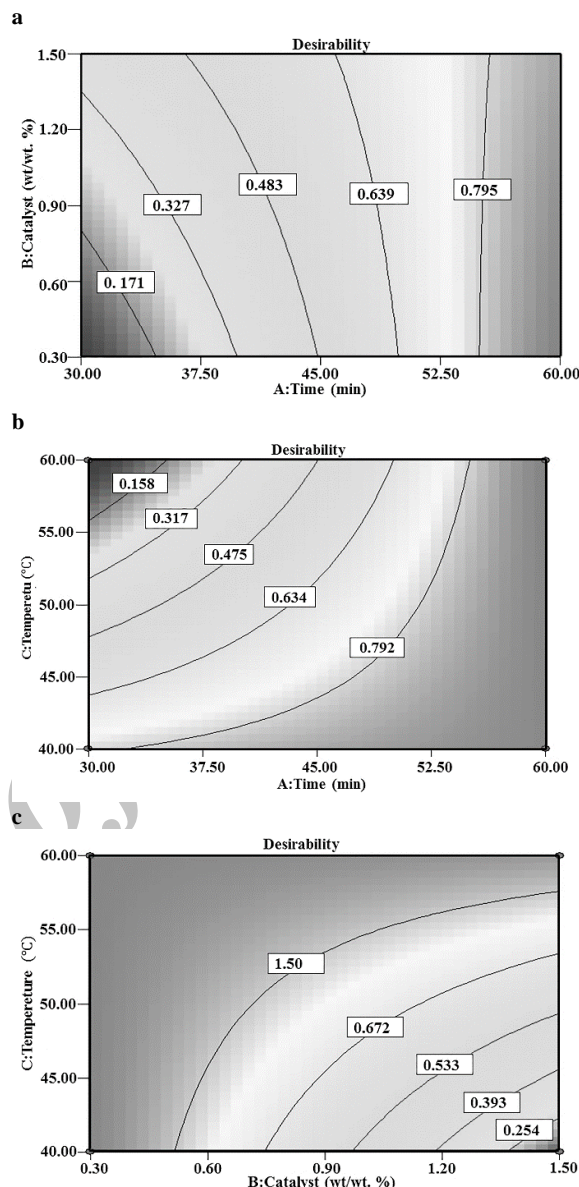 a
Desirability
1.50
1.20
0.90
0.60
0.30
B:Catalyst (wt/wt. %)
0.171
0.327
0.483
0.639
0.795
30.00 37.50 45.00 52.50 60.00
A:Time (min)
b
Desirability
60.00
55.00
50.00
45.00
40.00
C:Temperetu (°C)
0.158
0.317
0.475
0.634
0.792
30.00 37.50 45.00 52.50 60.00
A:Time (min)
c
Desirability
60.00
55.00
50.00
45.00
40.00
C:Tempereture (°C)
1.50
0.672
0.533
0.393
0.254
0.30 0.60 0.90 1.20 1.50
B:Catalyst (wt/wt. %)